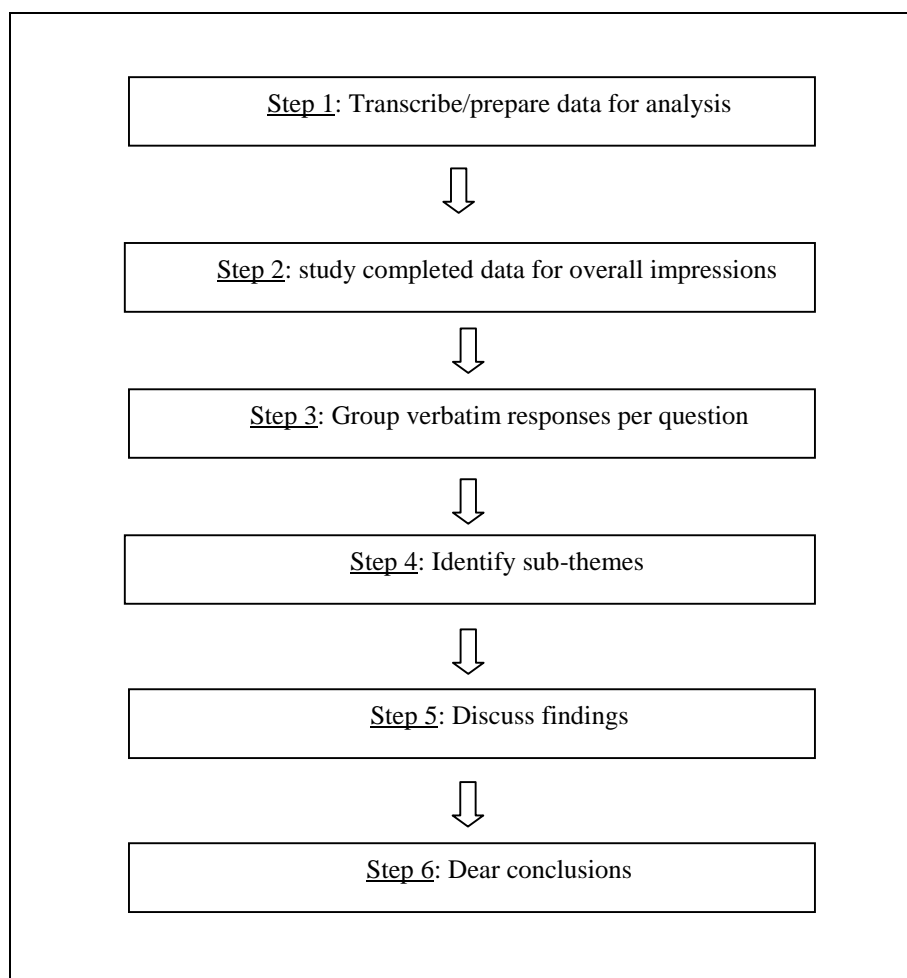 Step 1: Transcribe/prepare data for analysis
Step 2: study completed data for overall impressions
Step 3: Group verbatim responses per question
Step 4: Identify sub-themes
Step 5: Discuss findings
Step 6: Dear conclusions